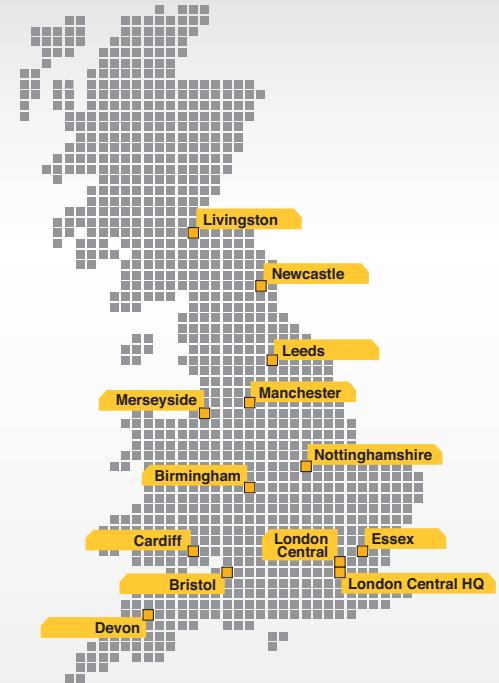 Livingston
Newcastle
Leeds
Manchester
Merseyside
Nottinghamshire
Birmingham
London
Central
Essex
Cardiff
London Central HQ
Bristol
Devon